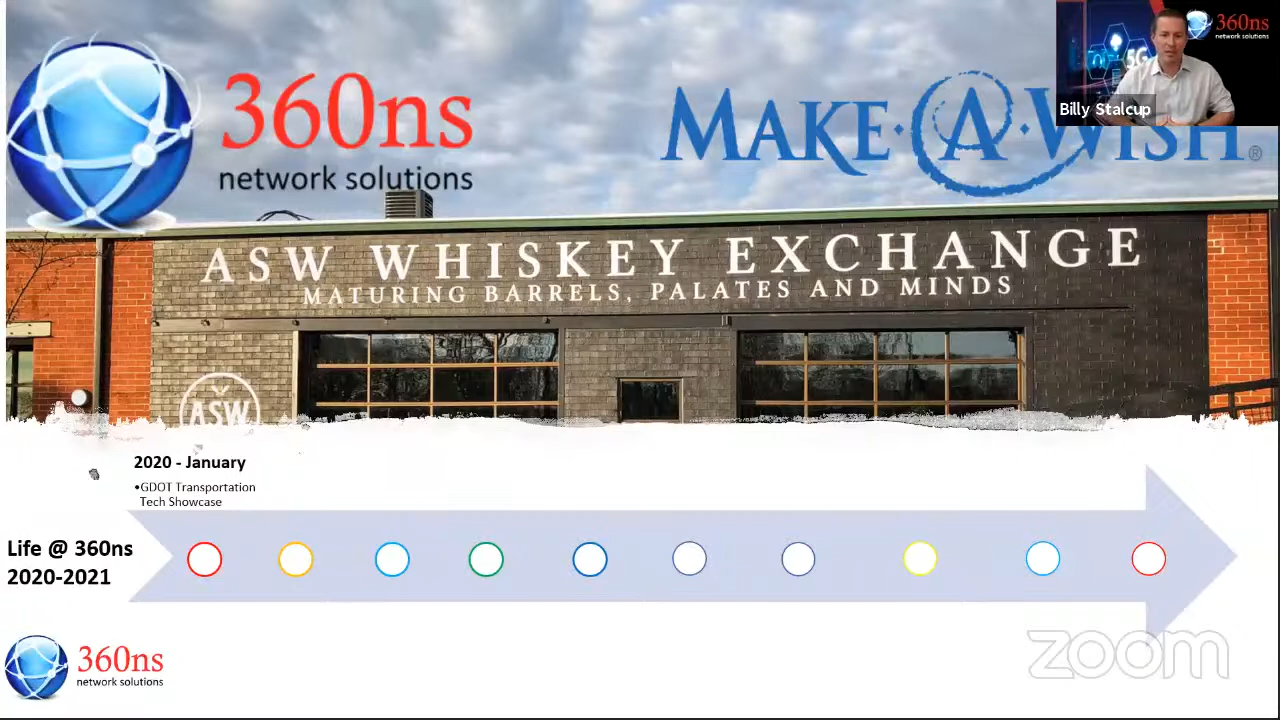 360ns
network solutions
MAKE·A·WISH®
5G
360ns
network solutions
Billy Stalcup
ASW WHISKEY EXCHANGE
MATURING BARRELS, PALATES AND MINDS
ASW
2020 - January
•GDOT Transportation
Tech Showcase
Life @ 360ns
2020-2021
360ns
network solutions
zoom